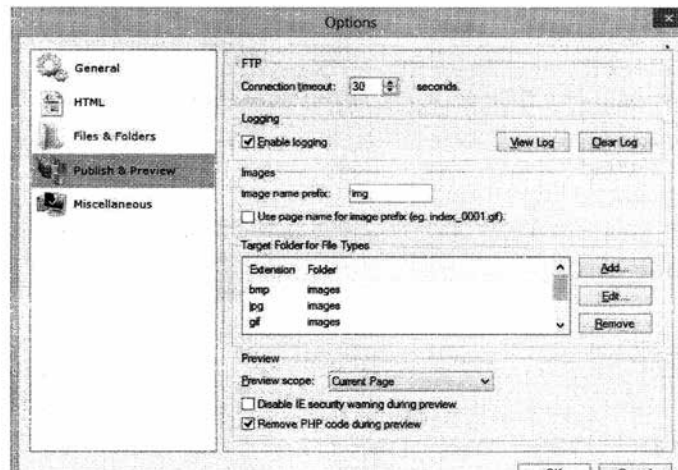 Options
General
HTML
Files & Folders
Publish & Preview
Miscellaneous
FTP
Connection timeout: 30 seconds.
Logging
Enable logging
View Log
Clear Log
Images
Image name prefix: img
Use page name for image prefix (eg. index_0001.gif).
Target Folder for File Types
Extension Folder
bmp images
jpg images
gif images
Add...
Edit...
Remove
Preview
Preview scope: Current Page
Disable IE security warning during preview
Remove PHP code during preview